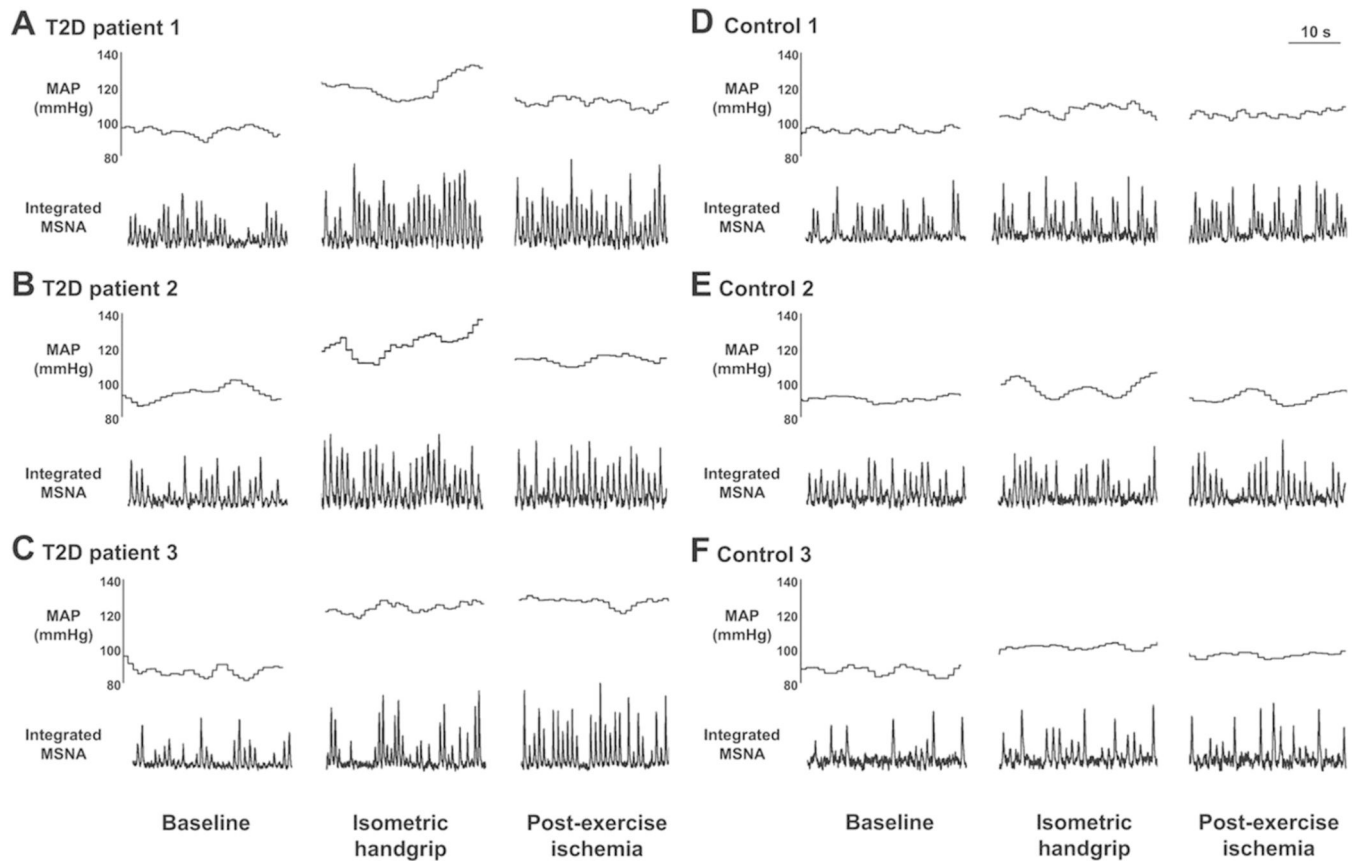 A T2D patient 1
140
MAP
(mmHg)
120
100
80
Integrated
MSNA
B T2D patient 2
140
MAP
(mmHg)
120
100
80
Integrated
MSNA
C T2D patient 3
140
MAP
(mmHg)
120
100
80
Integrated
MSNA
Baseline
Isometric
handgrip
Post-exercise
ischemia
D Control 1
10 s
140
MAP
(mmHg)
120
100
80
Integrated
MSNA
E Control 2
140
MAP
(mmHg)
120
100
80
Integrated
MSNA
F Control 3
140
MAP
(mmHg)
120
100
80
Integrated
MSNA
Baseline
Isometric
handgrip
Post-exercise
ischemia